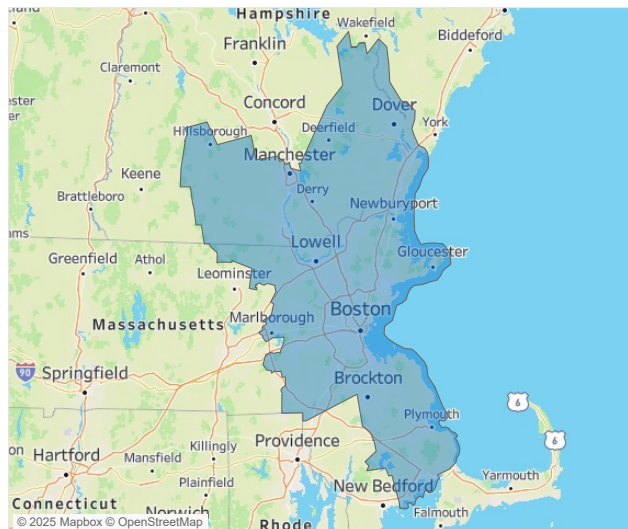 Hampshire
Wakefield
Biddeford
Franklin
Claremont
ester
er
Concord
Dover
York
Hillsborough
Deerfield
Manchester
Keene
Derry
Brattleboro
Newburyport
ams
Lowell
Gloucester
Greenfield
Athol
Leominster
Boston
Massachusetts
Marlborough
90
Springfield
Brockton
6
Plymouth
6
Providence
Killingly
Hartford
Mansfield
Yarmouth
on
Plainfield
New Bedford
Connecticut
Norwich
Falmouth
© 2025 Mapbox © OpenStreetMap
Rhode